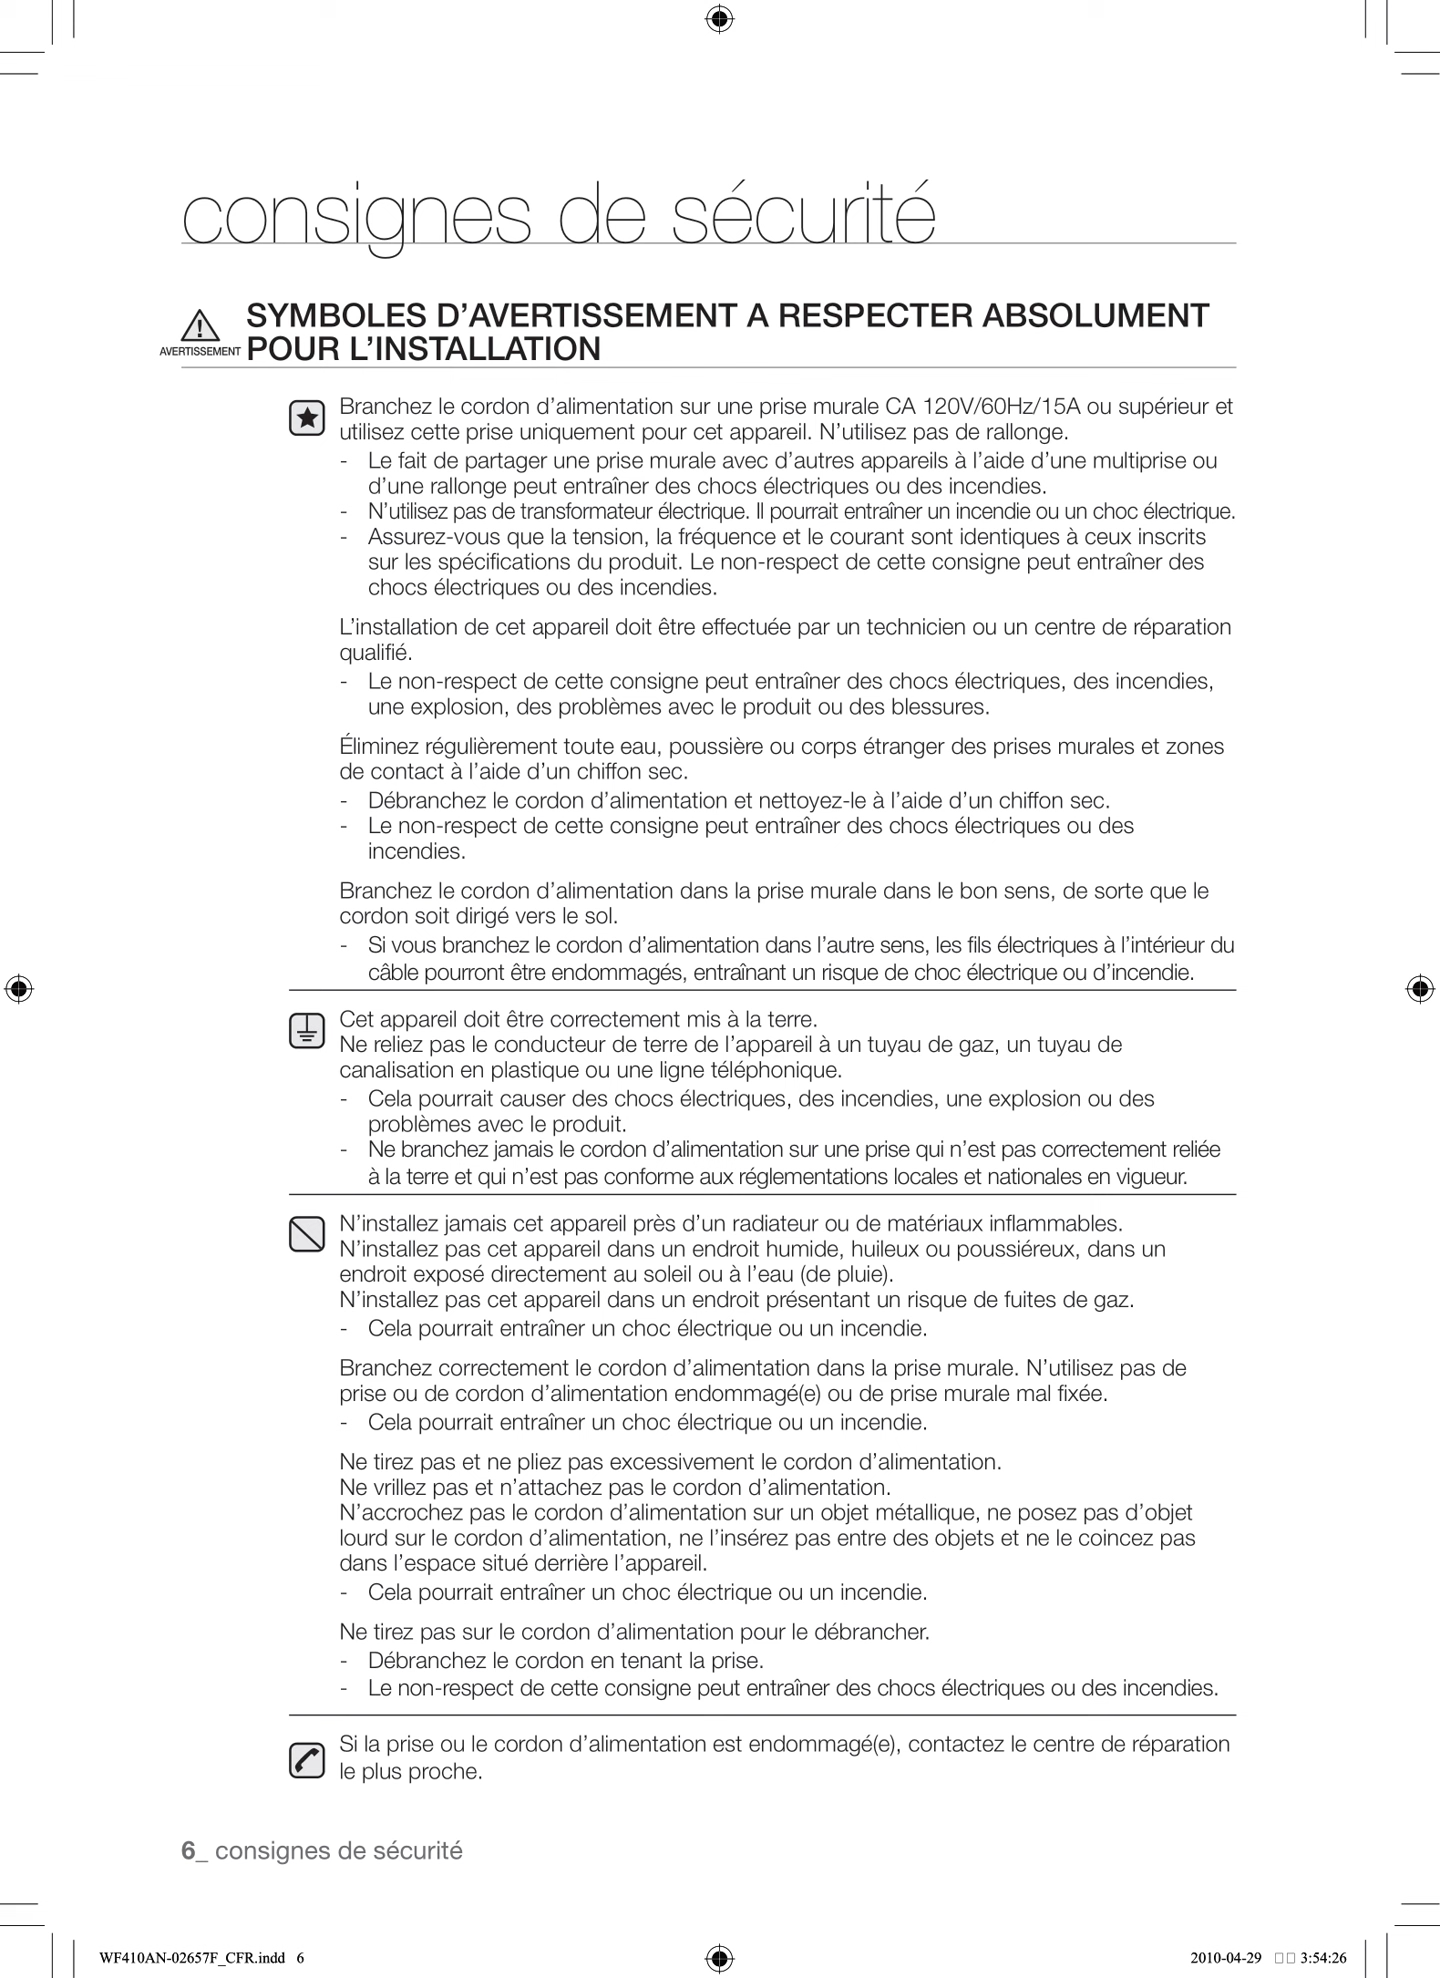 consignes de sécurité
AVERTISSEMENT
SYMBOLES D’AVERTISSEMENT A RESPECTER ABSOLUMENT
POUR L’INSTALLATION
Branchez le cordon d’alimentation sur une prise murale CA 120V/60Hz/15A ou supérieur et
utilisez cette prise uniquement pour cet appareil. N’utilisez pas de rallonge.
- Le fait de partager une prise murale avec d’autres appareils à l’aide d’une multiprise ou
d’une rallonge peut entraîner des chocs électriques ou des incendies.
- N’utilisez pas de transformateur électrique. Il pourrait entraîner un incendie ou un choc électrique.
- Assurez-vous que la tension, la fréquence et le courant sont identiques à ceux inscrits
sur les spécifications du produit. Le non-respect de cette consigne peut entraîner des
chocs électriques ou des incendies.
L’installation de cet appareil doit être effectuée par un technicien ou un centre de réparation
qualifié.
- Le non-respect de cette consigne peut entraîner des chocs électriques, des incendies,
une explosion, des problèmes avec le produit ou des blessures.
Éliminez régulièrement toute eau, poussière ou corps étranger des prises murales et zones
de contact à l’aide d’un chiffon sec.
- Débranchez le cordon d’alimentation et nettoyez-le à l’aide d’un chiffon sec.
- Le non-respect de cette consigne peut entraîner des chocs électriques ou des
incendies.
Branchez le cordon d’alimentation dans la prise murale dans le bon sens, de sorte que le
cordon soit dirigé vers le sol.
- Si vous branchez le cordon d’alimentation dans l’autre sens, les fils électriques à l’intérieur du
câble pourront être endommagés, entraînant un risque de choc électrique ou d’incendie.
Cet appareil doit être correctement mis à la terre.
Ne reliez pas le conducteur de terre de l’appareil à un tuyau de gaz, un tuyau de
canalisation en plastique ou une ligne téléphonique.
- Cela pourrait causer des chocs électriques, des incendies, une explosion ou des
problèmes avec le produit.
- Ne branchez jamais le cordon d’alimentation sur une prise qui n’est pas correctement reliée
à la terre et qui n’est pas conforme aux réglementations locales et nationales en vigueur.
N’installez jamais cet appareil près d’un radiateur ou de matériaux inflammables.
N’installez pas cet appareil dans un endroit humide, huileux ou poussiéreux, dans un
endroit exposé directement au soleil ou à l’eau (de pluie).
N’installez pas cet appareil dans un endroit présentant un risque de fuites de gaz.
- Cela pourrait entraîner un choc électrique ou un incendie.
Branchez correctement le cordon d’alimentation dans la prise murale. N’utilisez pas de
prise ou de cordon d’alimentation endommagé(e) ou de prise murale mal fixée.
- Cela pourrait entraîner un choc électrique ou un incendie.
Ne tirez pas et ne pliez pas excessivement le cordon d’alimentation.
Ne vrillez pas et n’attachez pas le cordon d’alimentation.
N’accrochez pas le cordon d’alimentation sur un objet métallique, ne posez pas d’objet
lourd sur le cordon d’alimentation, ne l’insérez pas entre des objets et ne le coincez pas
dans l’espace situé derrière l’appareil.
- Cela pourrait entraîner un choc électrique ou un incendie.
Ne tirez pas sur le cordon d’alimentation pour le débrancher.
- Débranchez le cordon en tenant la prise.
- Le non-respect de cette consigne peut entraîner des chocs électriques ou des incendies.
Si la prise ou le cordon d’alimentation est endommagé(e), contactez le centre de réparation
le plus proche.
6_ consignes de sécurité
WF410AN-02657F_CFR.indd 6
2010-04-29 □□ 3:54:26